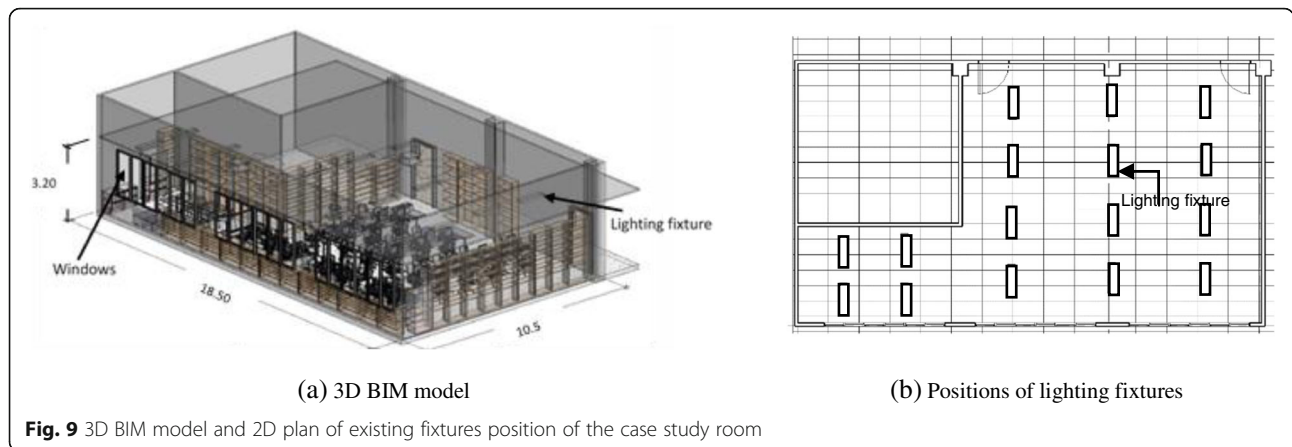 3.20
Windows
18.50
10.5
Lighting fixture
Lighting fixture
(a) 3D BIM model
(b) Positions of lighting fixtures
Fig. 9 3D BIM model and 2D plan of existing fixtures position of the case study room